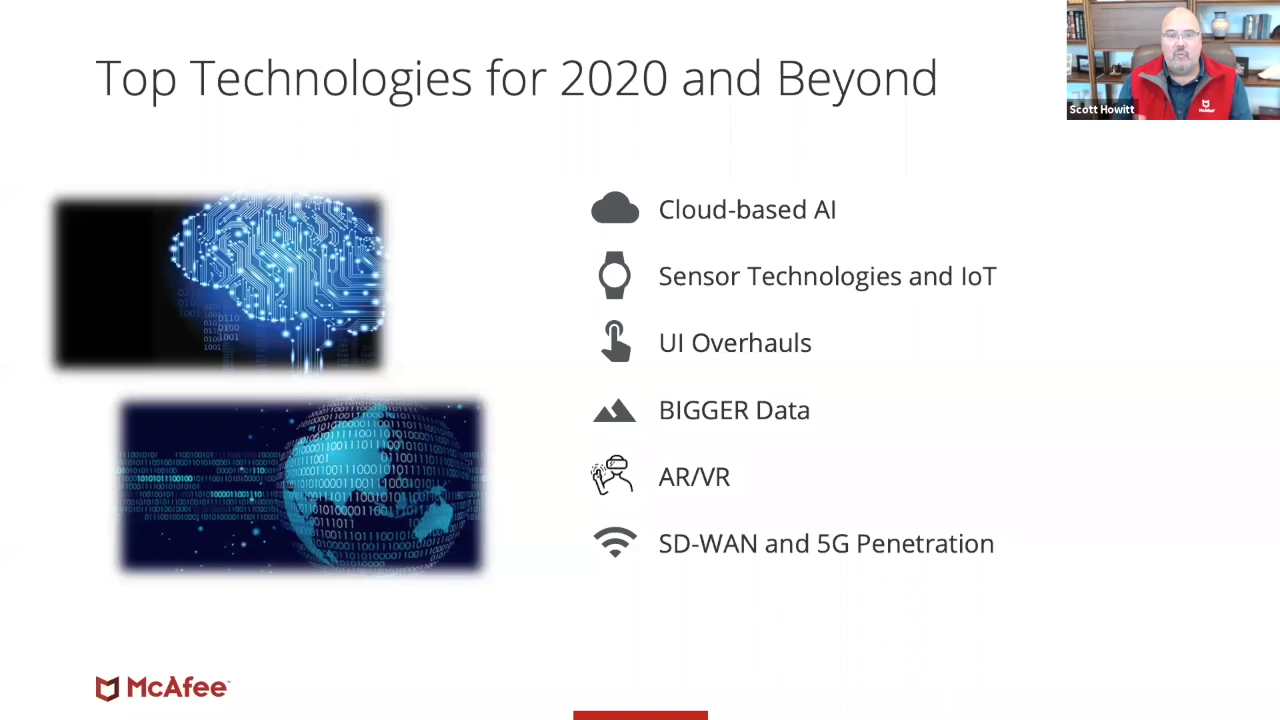 Top Technologies for 2020 and Beyond
Scott Howitt
McAfee
Cloud-based AI
Sensor Technologies and IoT
UI Overhauls
BIGGER Data
AR/VR
SD-WAN and 5G Penetration
McAfee